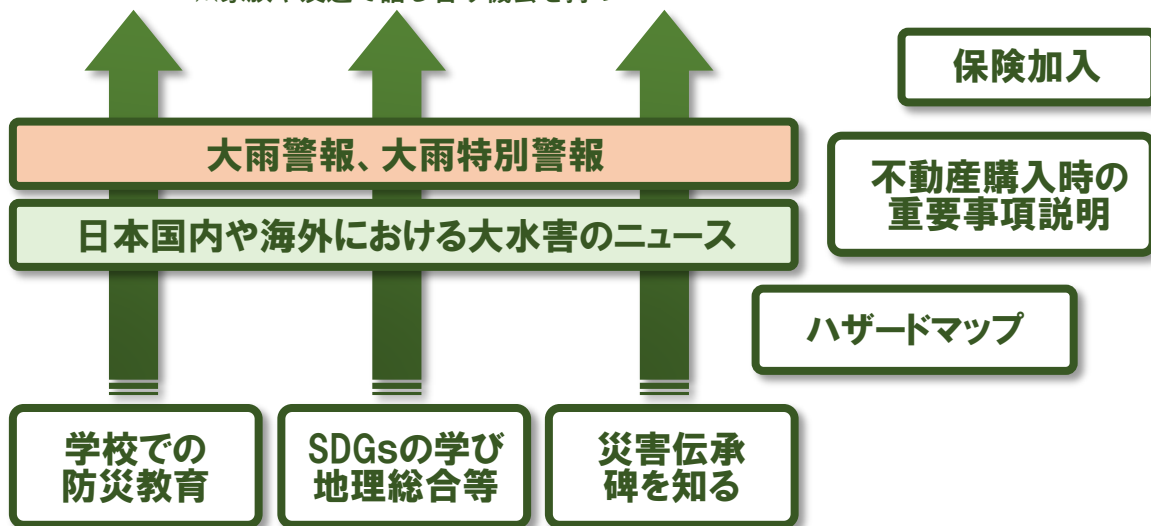 保険加入
大雨警報、大雨特別警報
不動産購入時の
重要事項説明
日本国内や海外における大水害のニュース
ハザードマップ
学校での
防災教育
SDGsの学び
地理総合等
災害伝承
碑を知る